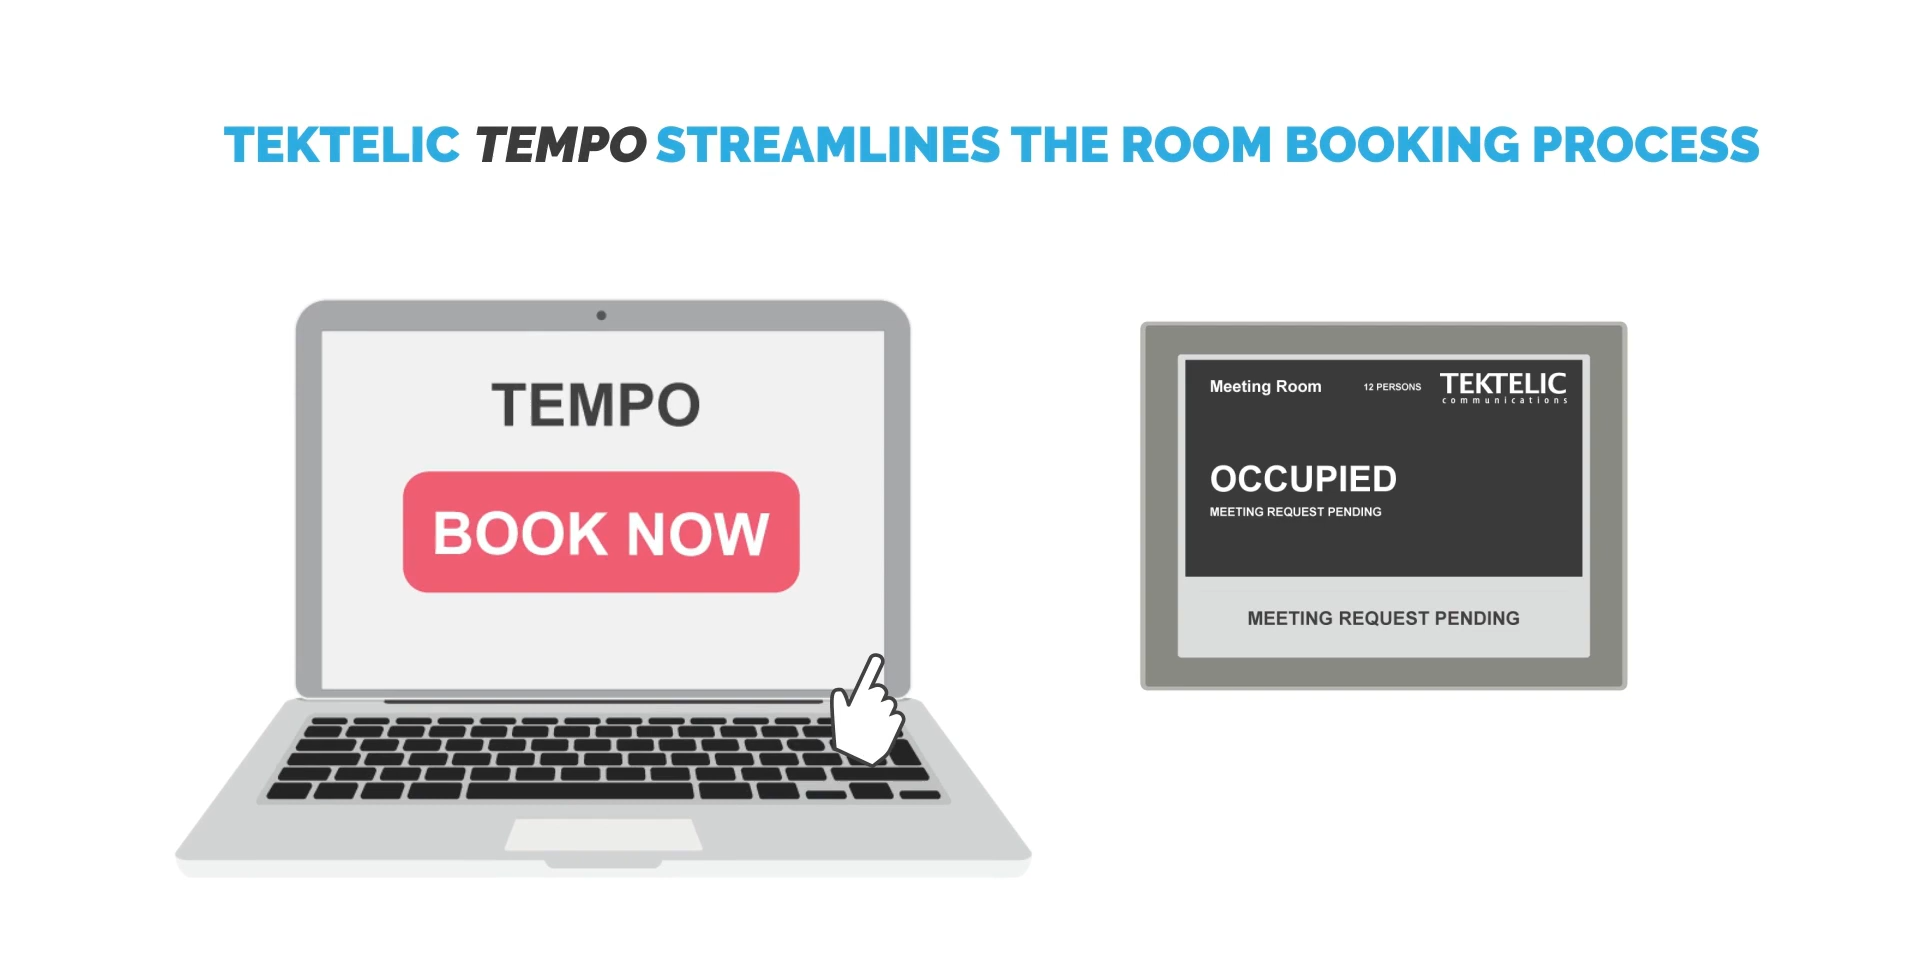 TEKTELIC TEMPO STREAMLINES THE ROOM BOOKING PROCESS
TEMPO
BOOK NOW
Meeting Room 12 PERSONS TEKTELIC
communications
OCCUPIED
MEETING REQUEST PENDING
MEETING REQUEST PENDING